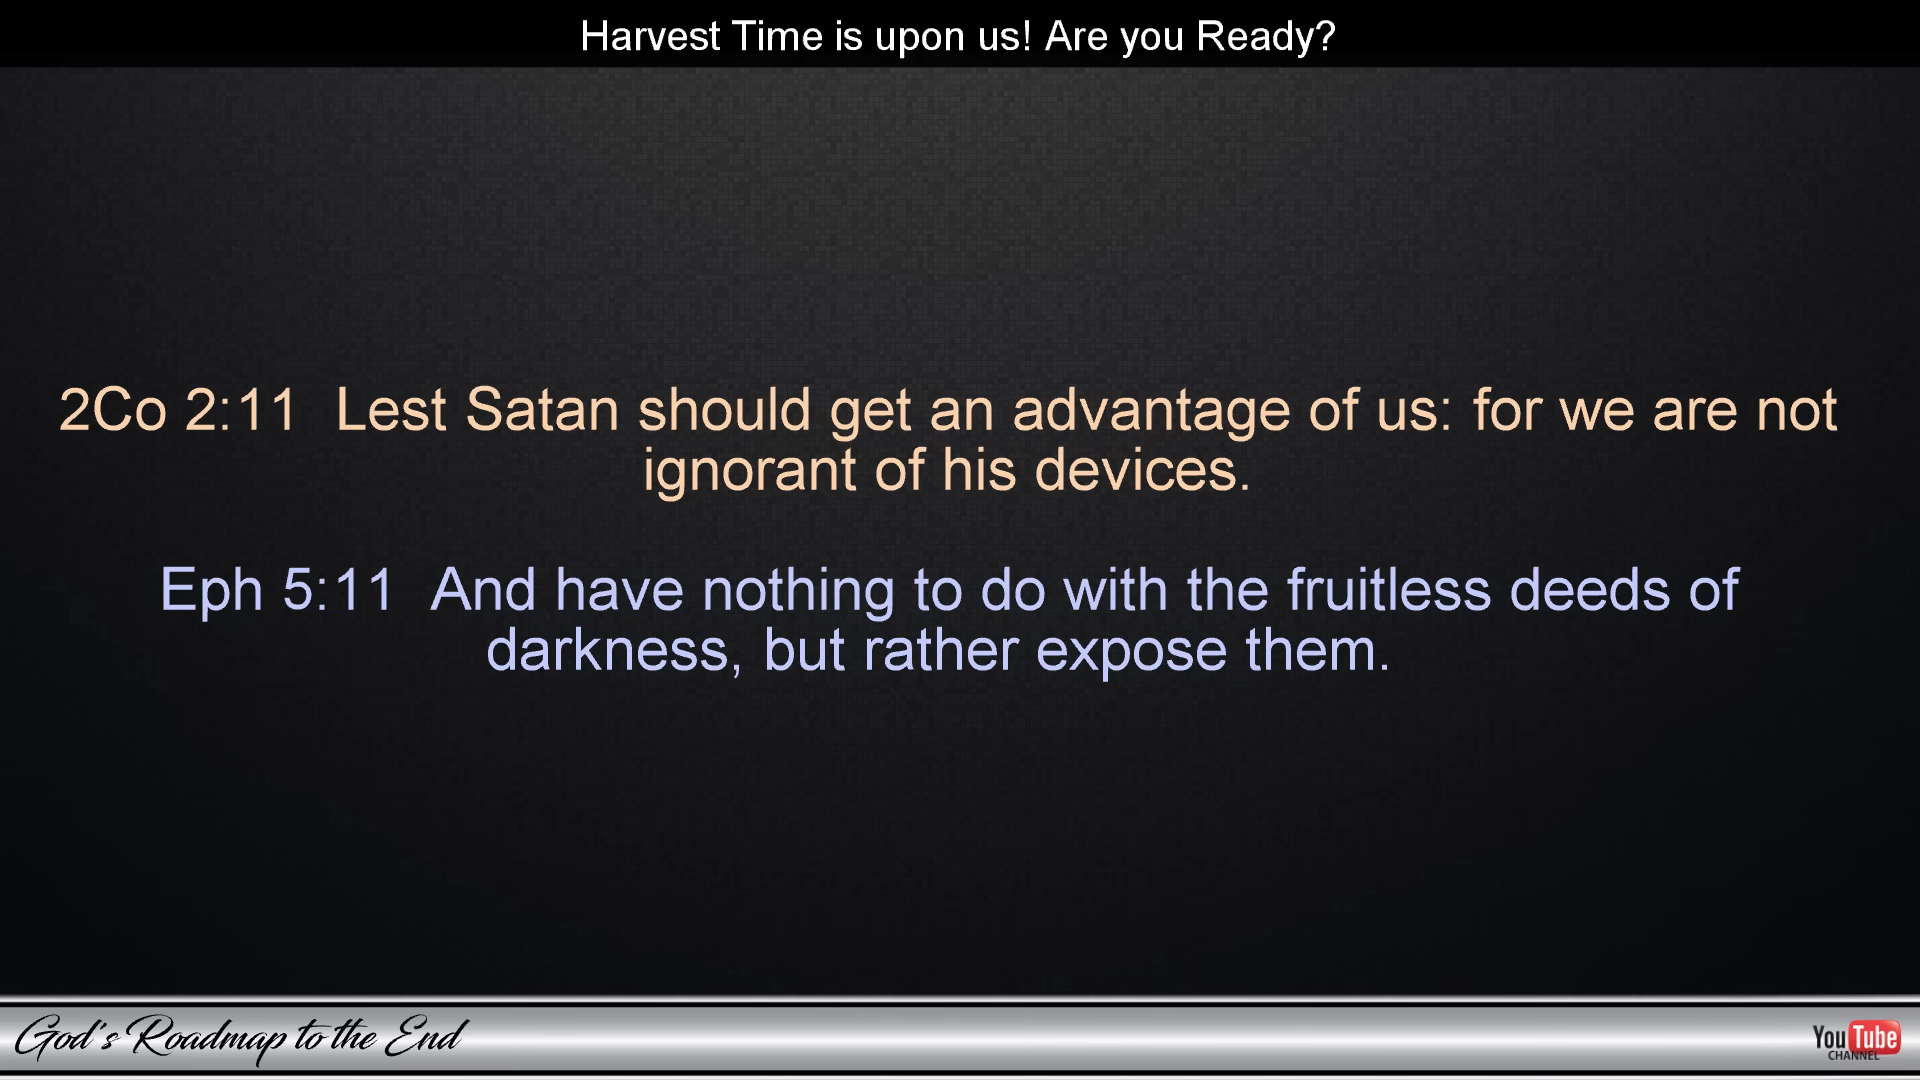 Harvest Time is upon us! Are you Ready?
2Co 2:11  Lest Satan should get an advantage of us: for we are not
ignorant of his devices.
Eph 5:11  And have nothing to do with the fruitless deeds of
darkness, but rather expose them.
God's Roadmap to the End
YouTube
CHANNEL